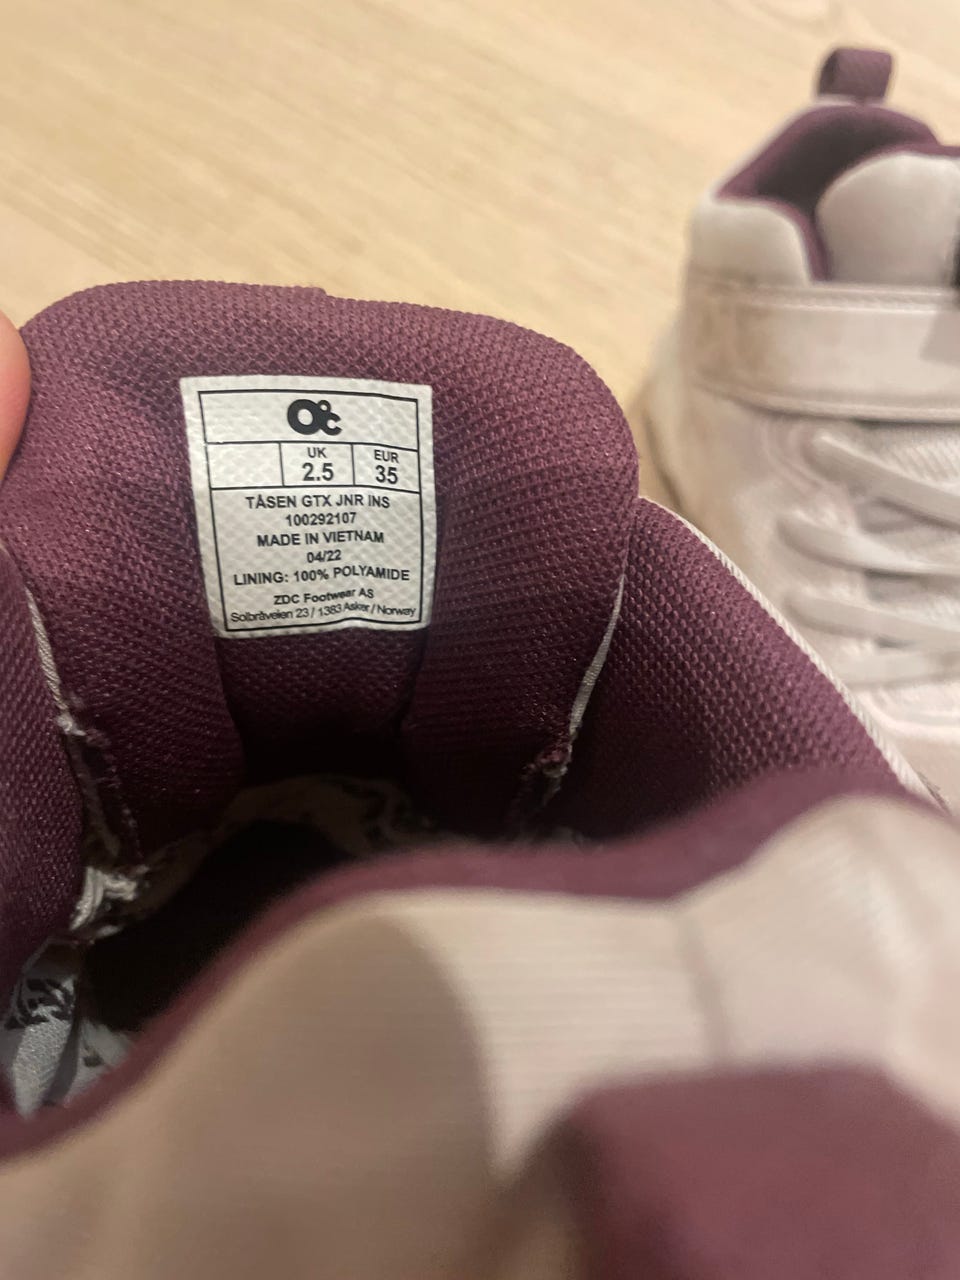 O°C
UK EUR
2.5 35
TÅSEN GTX JNR INS
100292107
MADE IN VIETNAM
04/22
LINING: 100% POLYAMIDE
ZDC Footwear AS
Solbråveien 23 / 1383 Asker / Norway